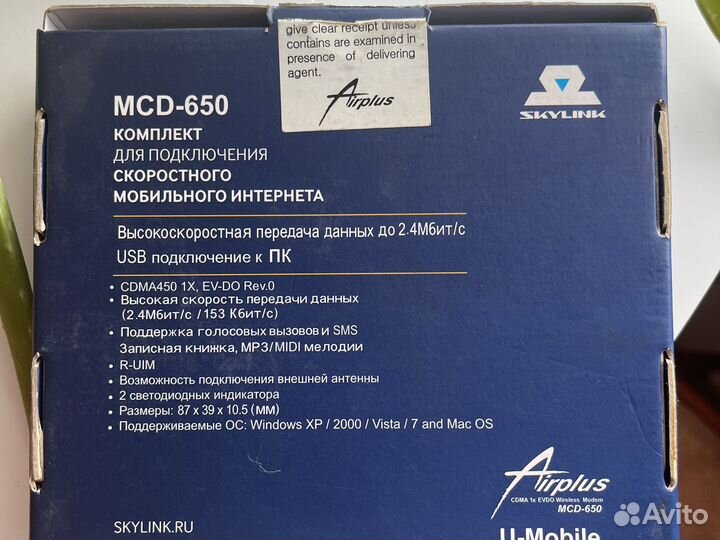 give clear receipt unless
contains are examined in
presence of delivering
agent.
Airplus
SKYLINK
MCD-650
КОМПЛЕКТ
ДЛЯ ПОДКЛЮЧЕНИЯ
СКОРОСТНОГО
МОБИЛЬНОГО ИНТЕРНЕТА
Высокоскоростная передача данных до 2.4Мбит/с
USB подключение к ПК
• CDMA450 1X, EV-DO Rev.0
• Высокая скорость передачи данных
(2.4Мбит/с /153 Кбит/с)
• Поддержка голосовых вызовов и SMS
Записная книжка, MP3/MIDI мелодии
• R-UIM
• Возможность подключения внешней антенны
• 2 светодиодных индикатора
• Размеры: 87 x 39 x 10.5 (мм)
• Поддерживаемые ОС: Windows XP / 2000 / Vista / 7 and Mac OS
Airplus
CDMA 1x EVDO Wireless Modem
MCD-650
SKYLINK.RU
U-Mobile
Avito